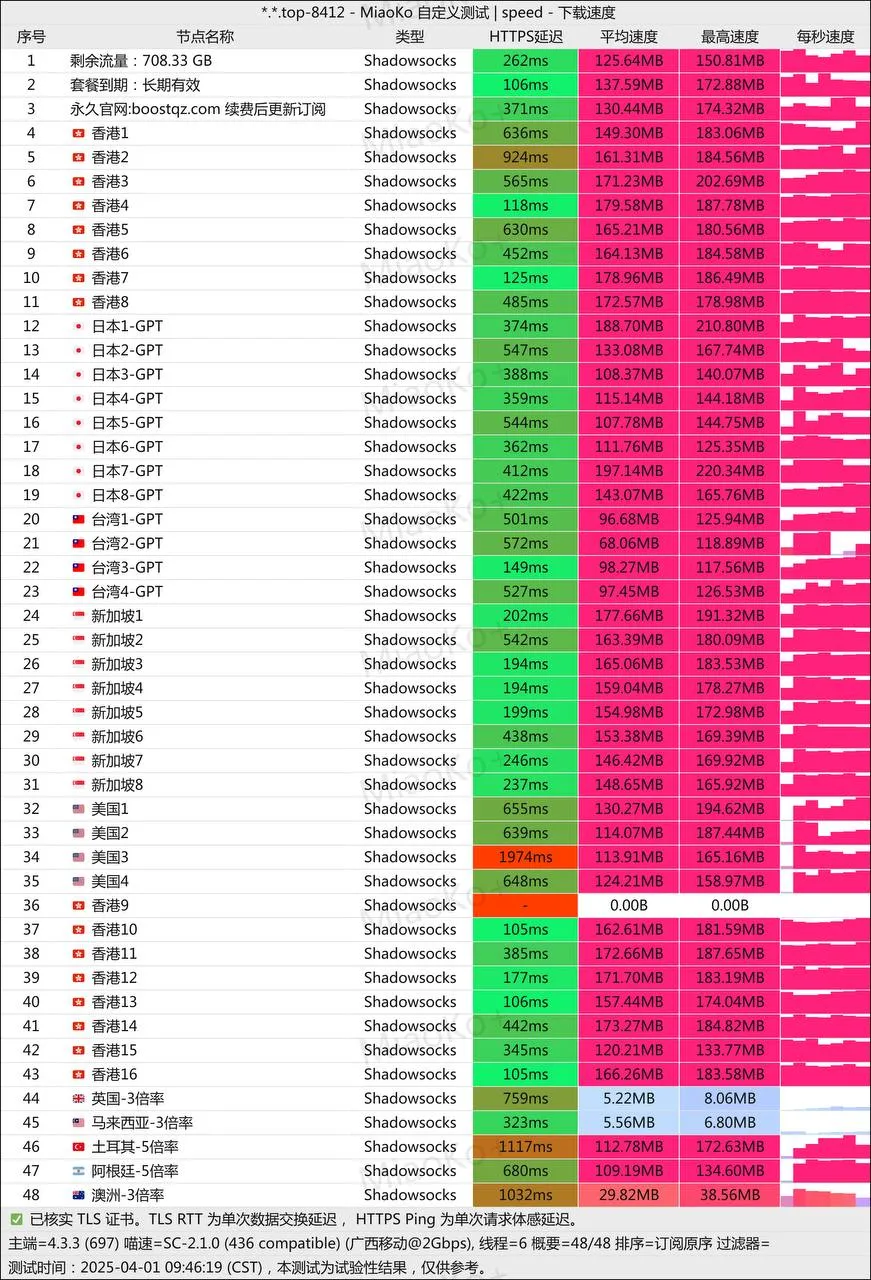 *.*.top-8412 - MiaoKo 自定义测试 | speed - 下载速度
序号 节点名称 类型 HTTPS延迟 平均速度 最高速度 每秒速度
1 剩余流量：708.33 GB Shadowsocks 262ms 125.64MB 150.81MB
2 套餐到期：长期有效 Shadowsocks 106ms 137.59MB 172.88MB
3 永久官网:boostqz.com 续费后更新订阅 Shadowsocks 371ms 130.44MB 174.32MB
4 香港1 Shadowsocks 636ms 149.30MB 183.06MB
5 香港2 Shadowsocks 924ms 161.31MB 184.56MB
6 香港3 Shadowsocks 565ms 171.23MB 202.69MB
7 香港4 Shadowsocks 118ms 179.58MB 187.78MB
8 香港5 Shadowsocks 630ms 165.21MB 180.56MB
9 香港6 Shadowsocks 452ms 164.13MB 184.58MB
10 香港7 Shadowsocks 125ms 178.96MB 186.49MB
11 香港8 Shadowsocks 485ms 172.57MB 178.98MB
12 日本1-GPT Shadowsocks 374ms 188.70MB 210.80MB
13 日本2-GPT Shadowsocks 547ms 133.08MB 167.74MB
14 日本3-GPT Shadowsocks 388ms 108.37MB 140.07MB
15 日本4-GPT Shadowsocks 359ms 115.14MB 144.18MB
16 日本5-GPT Shadowsocks 544ms 107.78MB 144.75MB
17 日本6-GPT Shadowsocks 362ms 111.76MB 125.35MB
18 日本7-GPT Shadowsocks 412ms 197.14MB 220.34MB
19 日本8-GPT Shadowsocks 422ms 143.07MB 165.76MB
20 台湾1-GPT Shadowsocks 501ms 96.68MB 125.94MB
21 台湾2-GPT Shadowsocks 572ms 68.06MB 118.89MB
22 台湾3-GPT Shadowsocks 149ms 98.27MB 117.56MB
23 台湾4-GPT Shadowsocks 527ms 97.45MB 126.53MB
24 新加坡1 Shadowsocks 202ms 177.66MB 191.32MB
25 新加坡2 Shadowsocks 542ms 163.39MB 180.09MB
26 新加坡3 Shadowsocks 194ms 165.06MB 183.53MB
27 新加坡4 Shadowsocks 194ms 159.04MB 178.27MB
28 新加坡5 Shadowsocks 199ms 154.98MB 172.98MB
29 新加坡6 Shadowsocks 438ms 153.38MB 169.39MB
30 新加坡7 Shadowsocks 246ms 146.42MB 169.92MB
31 新加坡8 Shadowsocks 237ms 148.65MB 165.92MB
32 美国1 Shadowsocks 655ms 130.27MB 194.62MB
33 美国2 Shadowsocks 639ms 114.07MB 187.44MB
34 美国3 Shadowsocks 1974ms 113.91MB 165.16MB
35 美国4 Shadowsocks 648ms 124.21MB 158.97MB
36 香港9 Shadowsocks - 0.00B 0.00B
37 香港10 Shadowsocks 105ms 162.61MB 181.59MB
38 香港11 Shadowsocks 385ms 172.66MB 187.65MB
39 香港12 Shadowsocks 177ms 171.70MB 183.19MB
40 香港13 Shadowsocks 106ms 157.44MB 174.04MB
41 香港14 Shadowsocks 442ms 173.27MB 184.82MB
42 香港15 Shadowsocks 345ms 120.21MB 133.77MB
43 香港16 Shadowsocks 105ms 166.26MB 183.58MB
44 英国-3倍率 Shadowsocks 759ms 5.22MB 8.06MB
45 马来西亚-3倍率 Shadowsocks 323ms 5.56MB 6.80MB
46 土耳其-5倍率 Shadowsocks 1117ms 112.78MB 172.63MB
47 阿根廷-5倍率 Shadowsocks 680ms 109.19MB 134.60MB
48 澳洲-3倍率 Shadowsocks 1032ms 29.82MB 38.56MB
✅ 已核实 TLS 证书。TLS RTT 为单次数据交换延迟， HTTPS Ping 为单次请求体感延迟。
主端=4.3.3 (697) 喵速=SC-2.1.0 (436 compatible) (广西移动@2Gbps), 线程=6 概要=48/48 排序=订阅原序 过滤器=
测试时间：2025-04-01 09:46:19 (CST)，本测试为试验性结果，仅供参考。